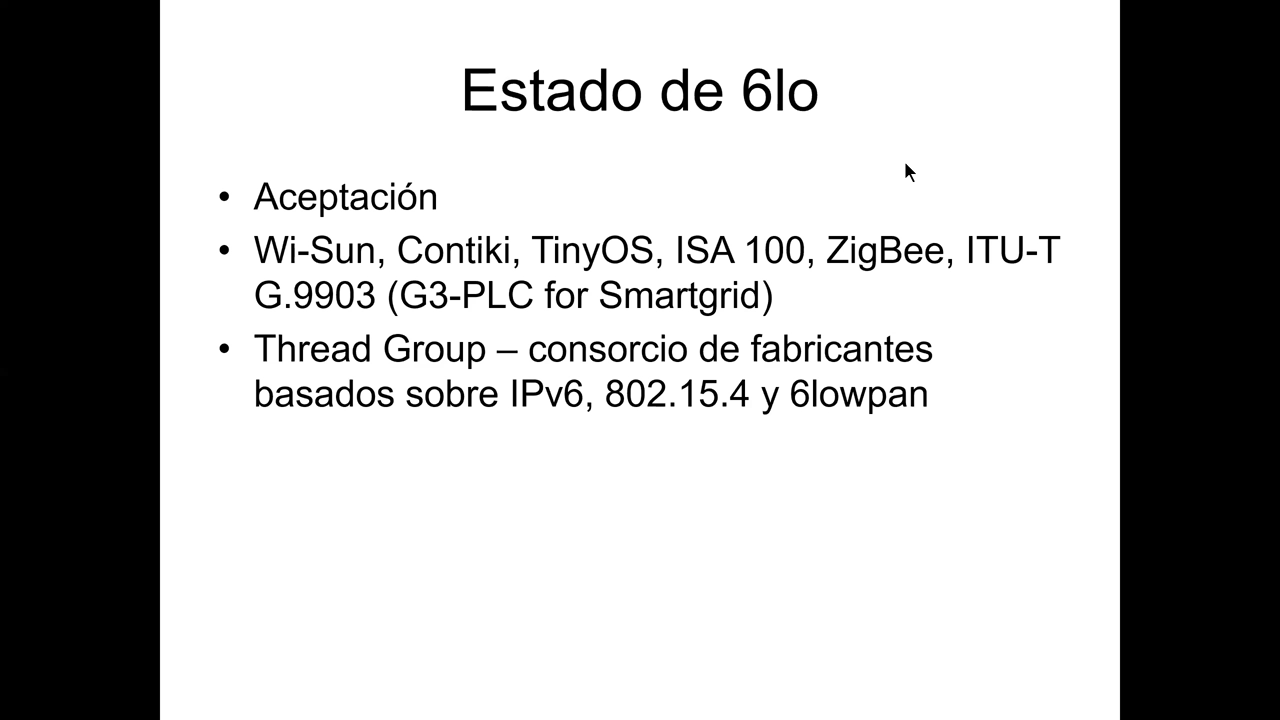 Estado de 6lo
• Aceptación
• Wi-Sun, Contiki, TinyOS, ISA 100, ZigBee, ITU-T
G.9903 (G3-PLC for Smartgrid)
• Thread Group – consorcio de fabricantes
basados sobre IPv6, 802.15.4 y 6lowpan